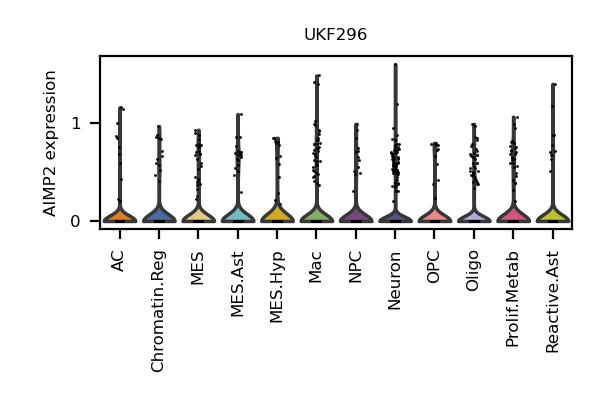 UKF296
AIMP2 expression
1
0
AC
Chromatin.Reg
MES
MES.Ast
MES.Hyp
Mac
NPC
Neuron
OPC
Oligo
Prolif.Metab
Reactive.Ast